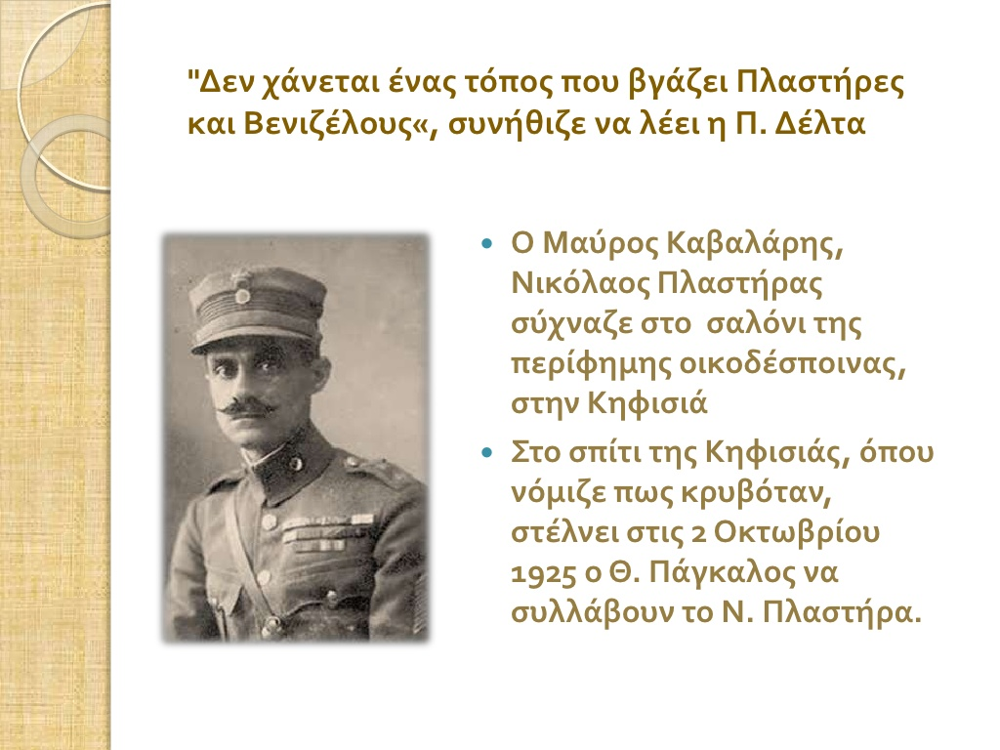 "Δεν χάνεται ένας τόπος που βγάζει Πλαστήρες
και Βενιζέλους«, συνήθιζε να λέει η Π. Δέλτα
• Ο Μαύρος Καβαλάρης,
Νικόλαος Πλαστήρας
σύχναζε στο  σαλόνι της
περίφημης οικοδέσποινας,
στην Κηφισιά
• Στο σπίτι της Κηφισιάς, όπου
νόμιζε πως κρυβόταν,
στέλνει στις 2 Οκτωβρίου
1925 ο Θ. Πάγκαλος να
συλλάβουν το Ν. Πλαστήρα.